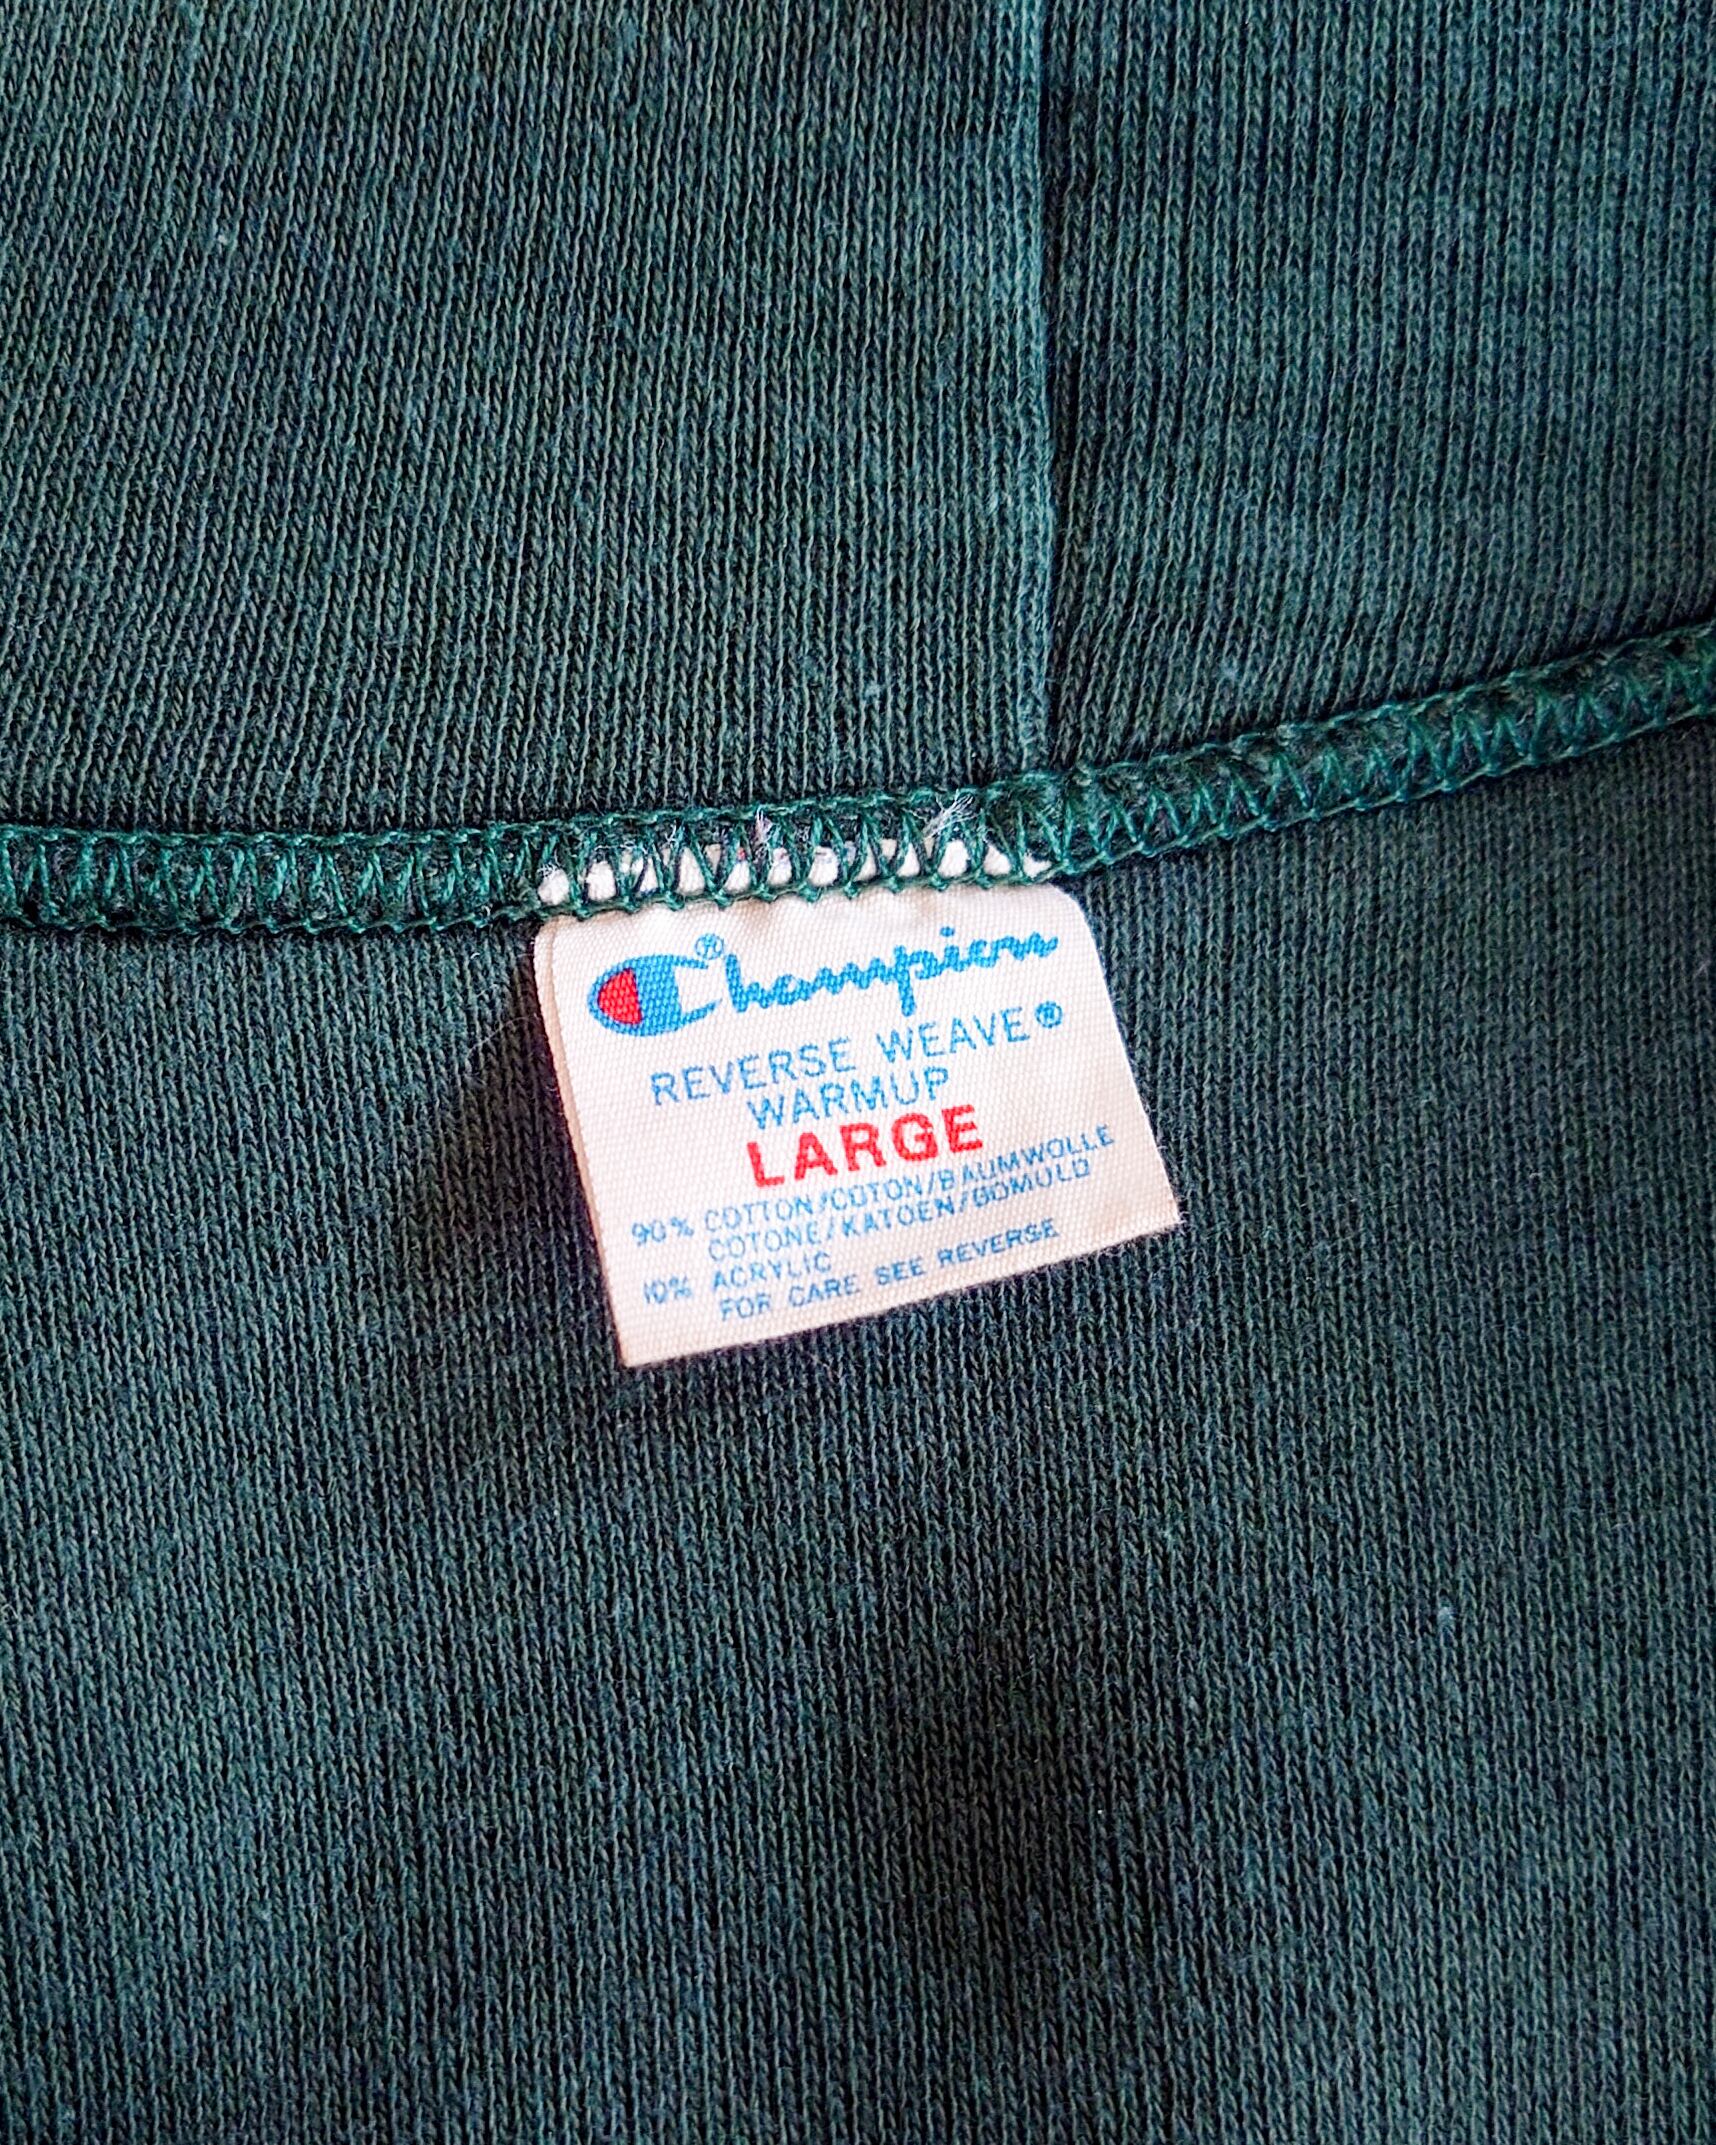 Champion®
REVERSE WEAVE®
WARMUP
LARGE
90% COTTON/COTON/BAUMWOLLE
COTONE/KATOEN/BOMULD
10% ACRYLIC
FOR CARE SEE REVERSE